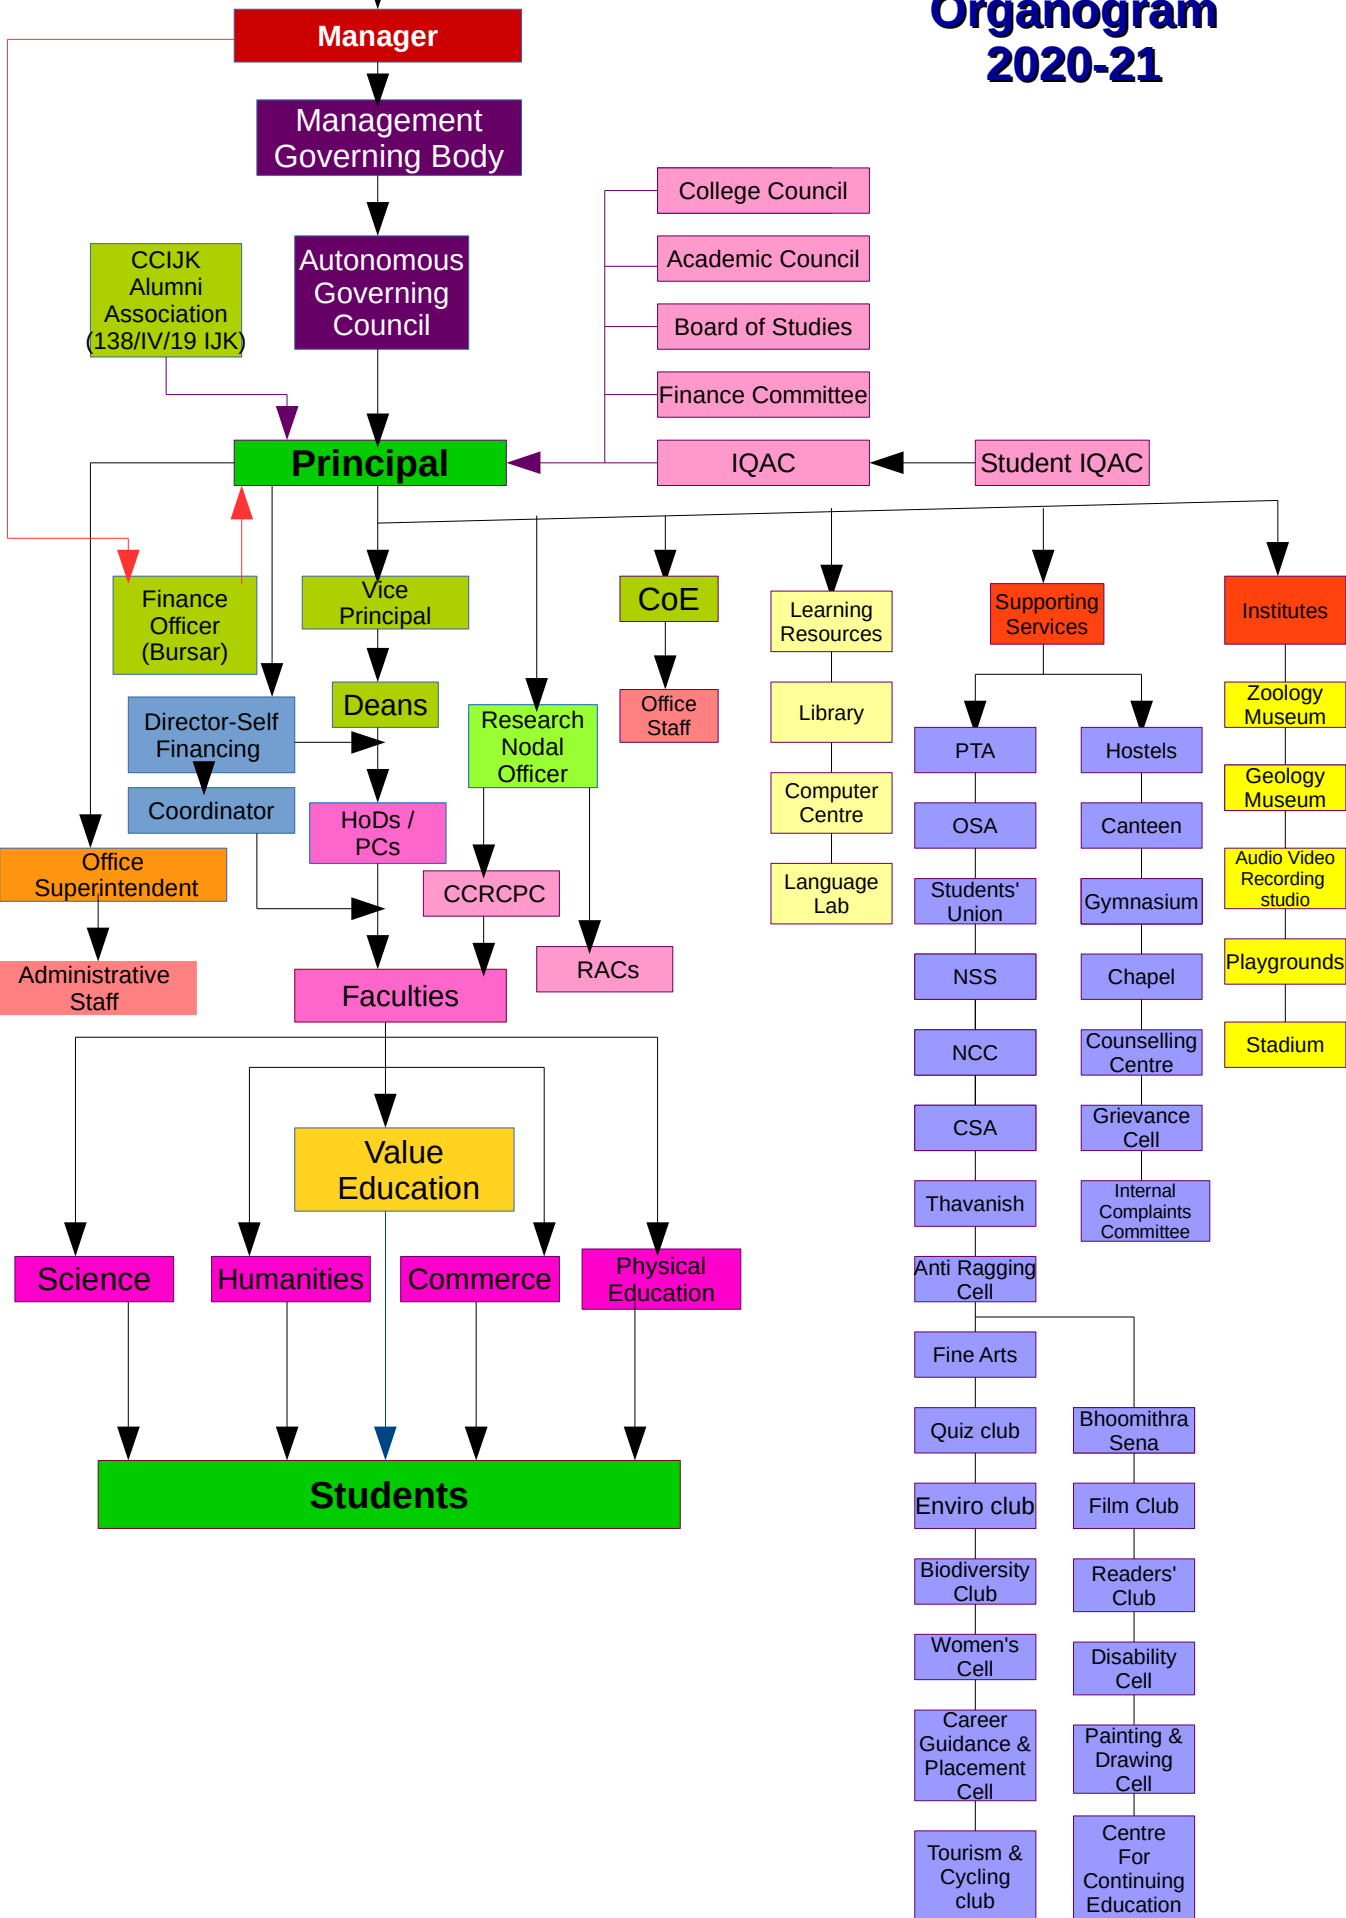 Organogram
2020-21
Manager
Management
Governing Body
Autonomous
Governing
Council
CCIJK
Alumni
Association
(138/IV/19 IJK)
College Council
Academic Council
Board of Studies
Finance Committee
Principal
IQAC
Student IQAC
Finance
Officer
(Bursar)
Vice
Principal
CoE
Learning
Resources
Supporting
Services
Institutes
Director-Self
Financing
Deans
Research
Nodal
Officer
Office
Staff
Library
PTA
Hostels
Zoology
Museum
Coordinator
HoDs /
PCs
Computer
Centre
OSA
Canteen
Geology
Museum
Office
Superintendent
CCRCPC
Language
Lab
Students'
Union
Gymnasium
Audio Video
Recording
studio
Administrative
Staff
Faculties
RACs
NSS
Chapel
Playgrounds
NCC
Counselling
Centre
Stadium
CSA
Grievance
Cell
Value
Education
Thavanish
Internal
Complaints
Committee
Science
Humanities
Commerce
Physical
Education
Anti Ragging
Cell
Fine Arts
Quiz club
Bhoomithra
Sena
Students
Enviro club
Film Club
Biodiversity
Club
Readers'
Club
Women's
Cell
Disability
Cell
Career
Guidance &
Placement
Cell
Painting &
Drawing
Cell
Tourism &
Cycling
club
Centre
For
Continuing
Education